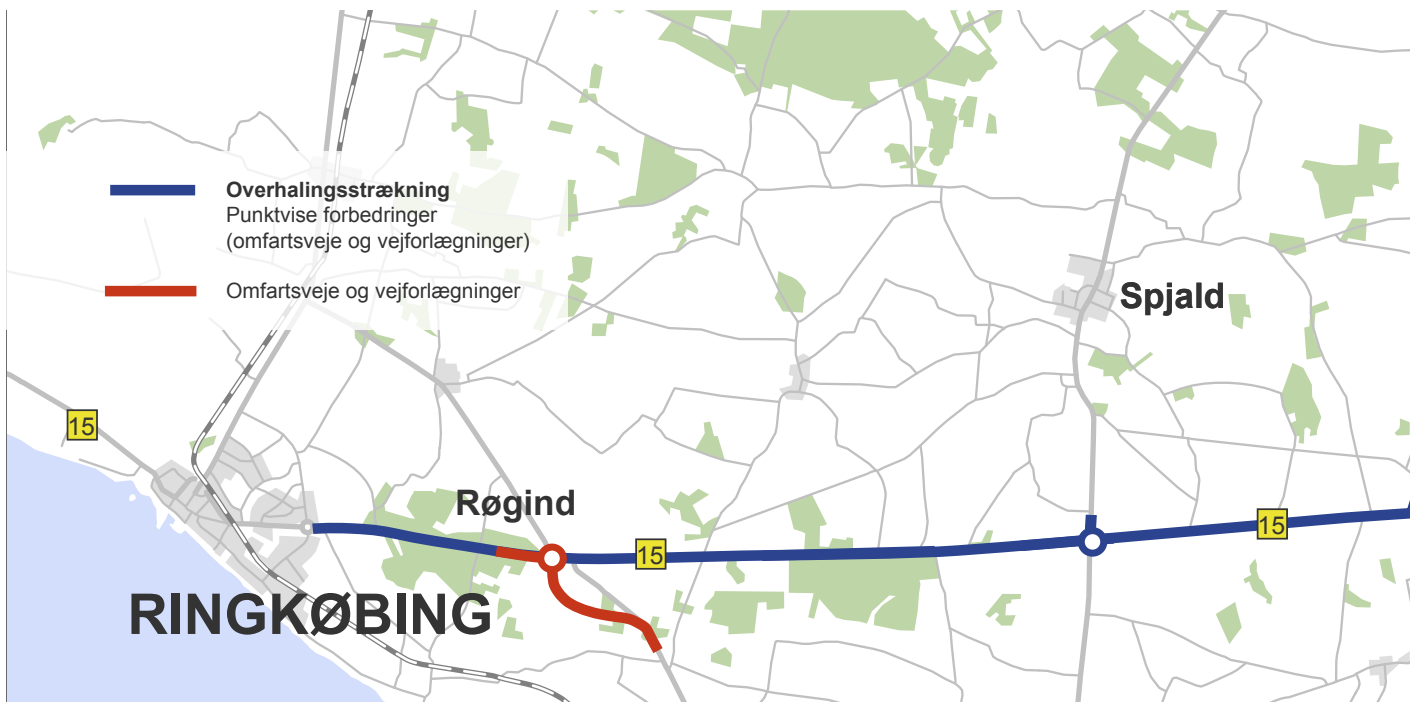 Overhalingsstrækning
Punktvise forbedringer
(omfartsveje og vejforlægninger)
Omfartsveje og vejforlægninger
Spjald
15
Røgind
15
15
RINGKØBING